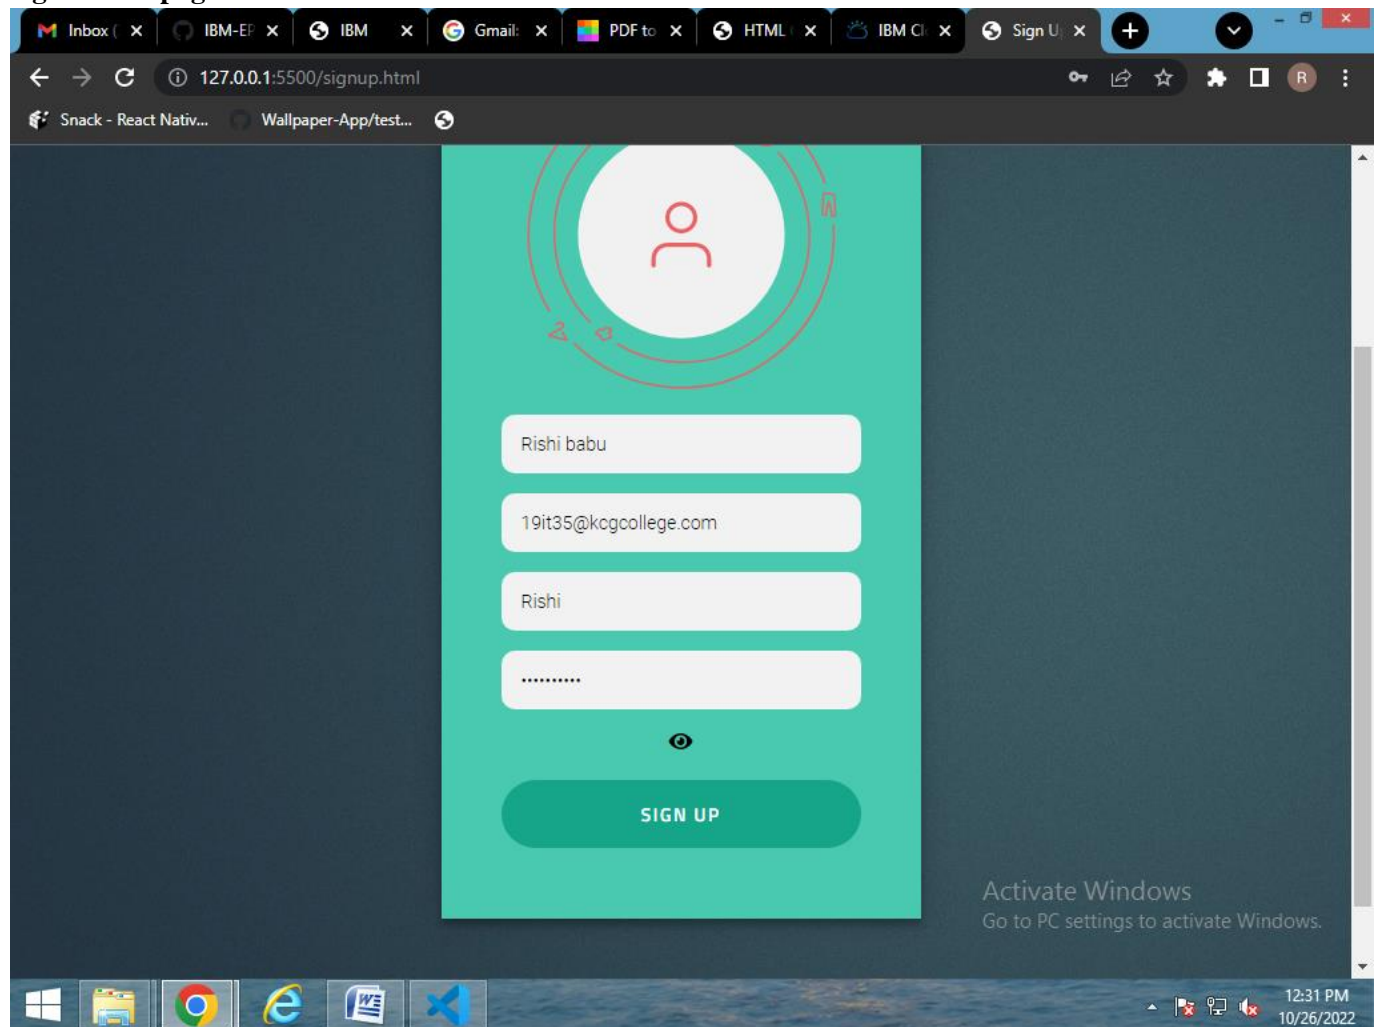 Inbox (
IBM-EP
IBM
Gmail:
PDF to
HTML
IBM Cl
Sign U
127.0.0.1:5500/signup.html
R
Snack - React Nativ...
Wallpaper-App/test...
Rishi babu
19it35@kcgcollege.com
Rishi
••••••••••
SIGN UP
Activate Windows
Go to PC settings to activate Windows.
12:31 PM
10/26/2022